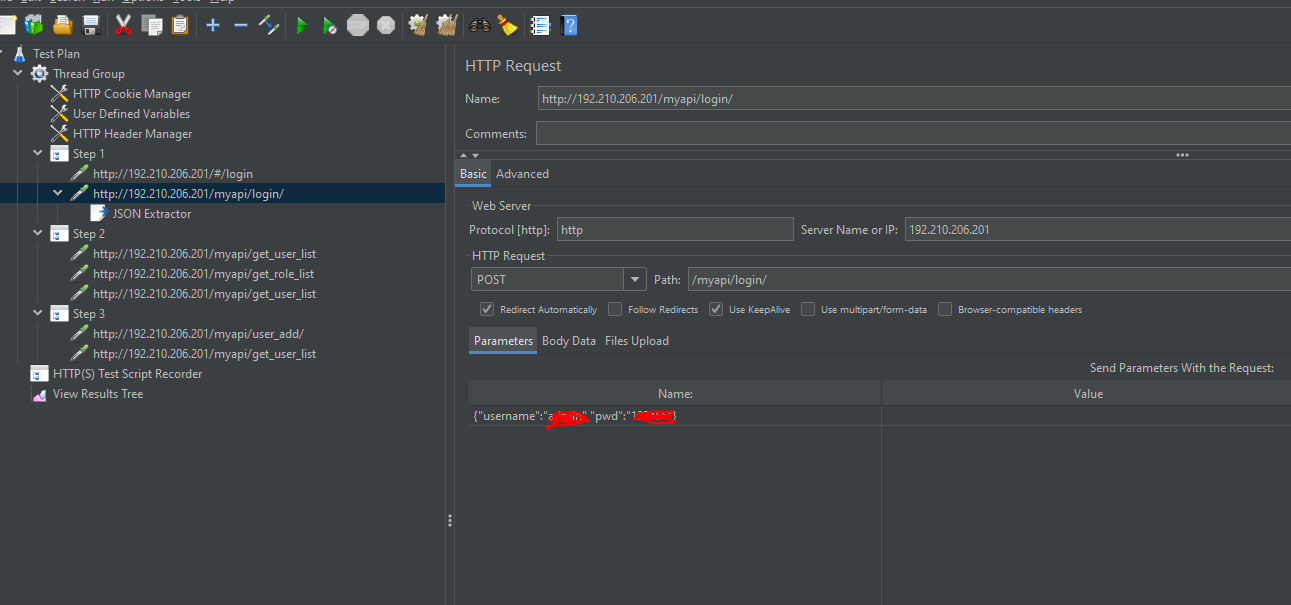 Test Plan
Thread Group
HTTP Cookie Manager
User Defined Variables
HTTP Header Manager
Step 1
http://192.210.206.201/#/login
http://192.210.206.201/myapi/login/
JSON Extractor
Step 2
http://192.210.206.201/myapi/get_user_list
http://192.210.206.201/myapi/get_role_list
http://192.210.206.201/myapi/get_user_list
Step 3
http://192.210.206.201/myapi/user_add/
http://192.210.206.201/myapi/get_user_list
HTTP(S) Test Script Recorder
View Results Tree
HTTP Request
Name: http://192.210.206.201/myapi/login/
Comments:
Basic Advanced
Web Server
Protocol [http]: http Server Name or IP: 192.210.206.201
HTTP Request
POST Path: /myapi/login/
Redirect Automatically Follow Redirects Use KeepAlive Use multipart/form-data Browser-compatible headers
Parameters Body Data Files Upload
Send Parameters With the Request:
Name: Value
{"username":" "pwd":" }